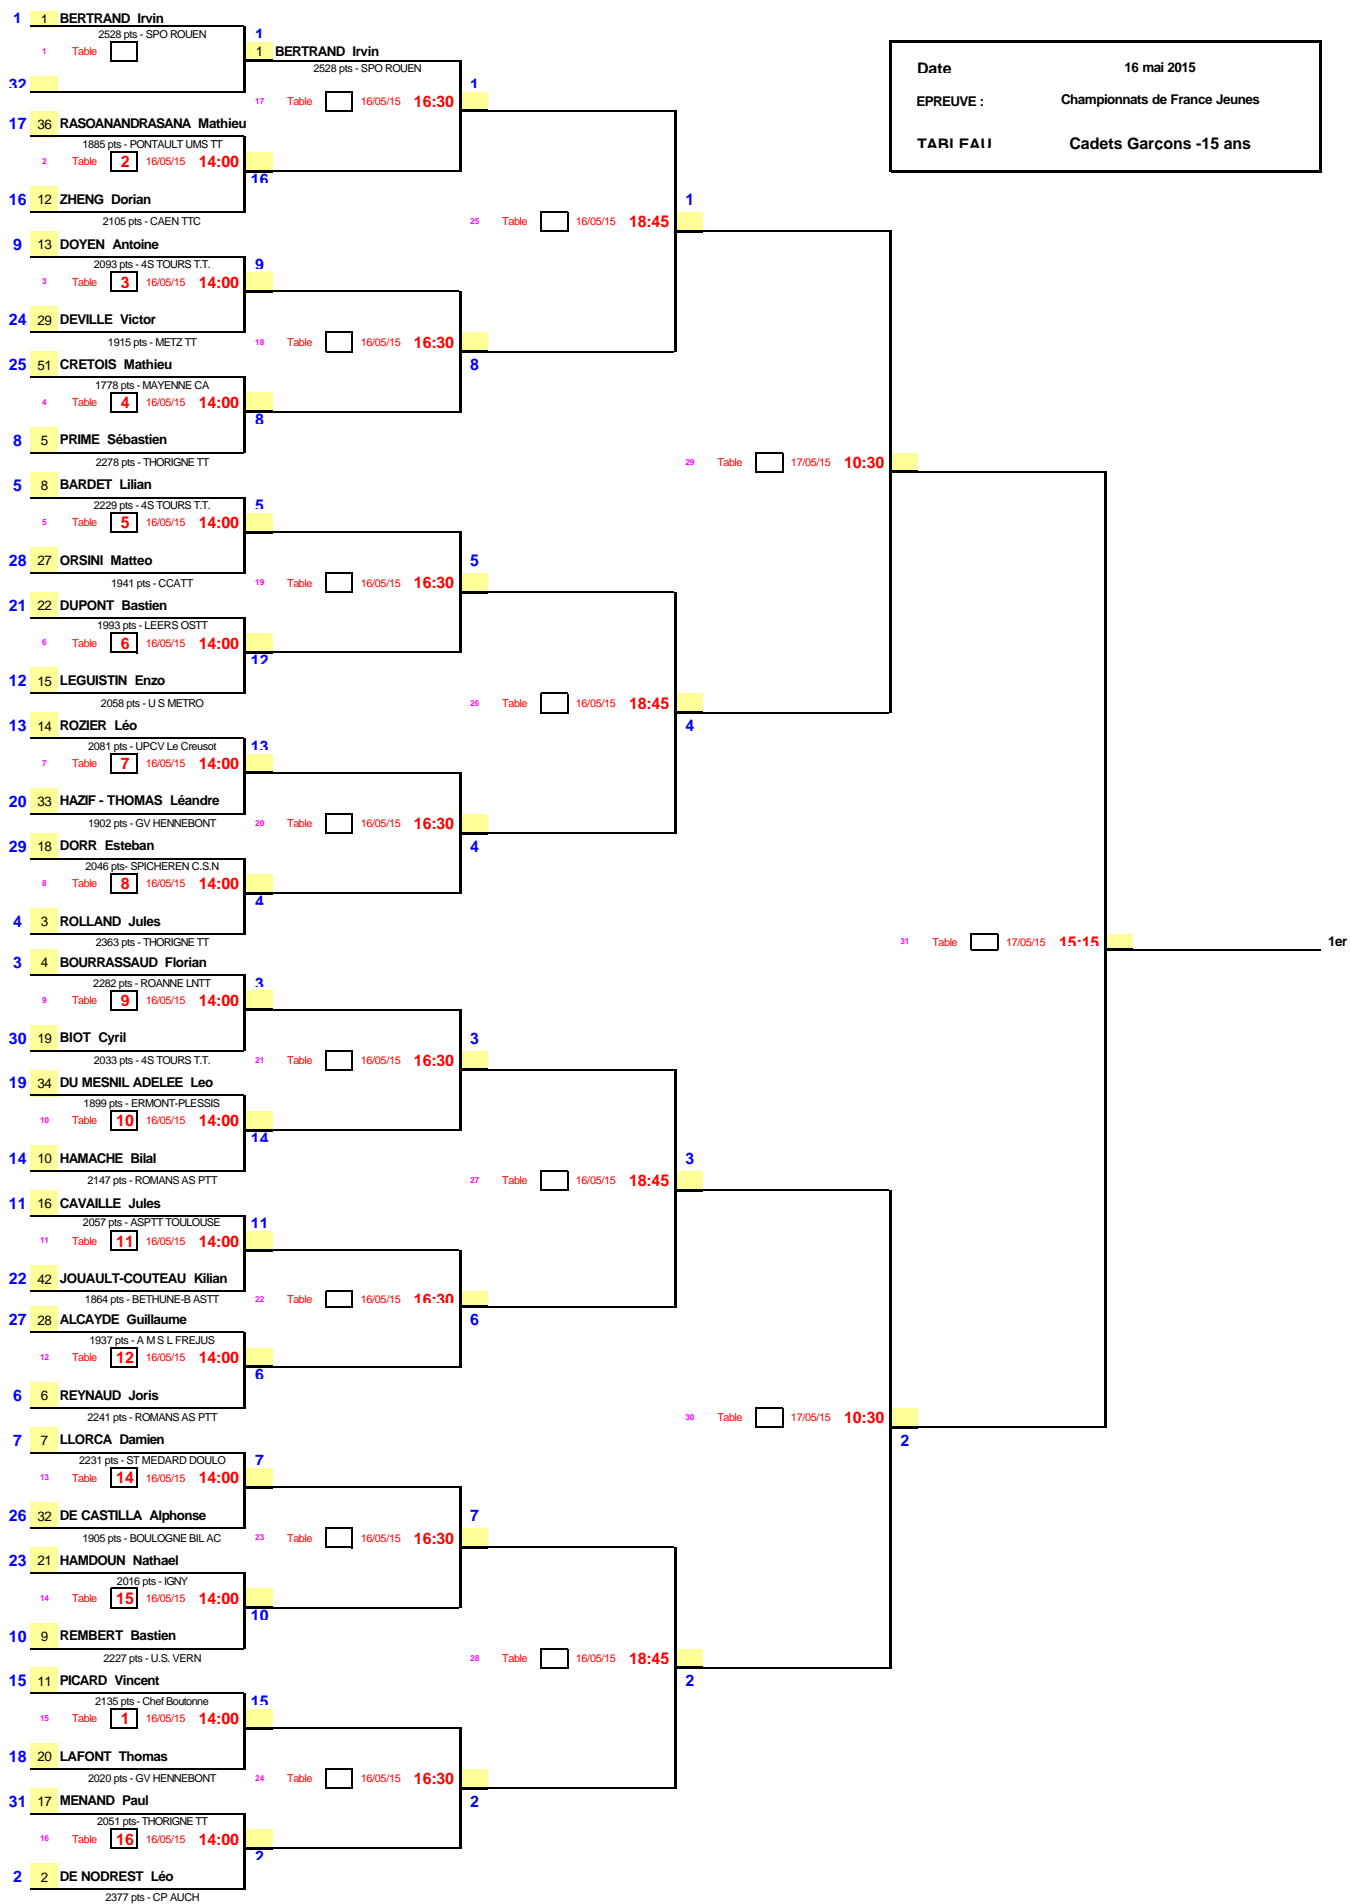 Date 16 mai 2015
EPREUVE : Championnats de France Jeunes
TABLEAU Cadets Garçons -15 ans
1 1 BERTRAND Irvin
2528 pts - SPO ROUEN
1 Table
32
17 36 RASOANANDRASANA Mathieu
1885 pts - PONTAULT UMS TT
2 Table 2 16/05/15 14:00
16 12 ZHENG Dorian
2105 pts - CAEN TTC
9 13 DOYEN Antoine
2093 pts - 4S TOURS T.T.
3 Table 3 16/05/15 14:00
24 29 DEVILLE Victor
1915 pts - METZ TT
25 51 CRETOIS Mathieu
1778 pts - MAYENNE CA
4 Table 4 16/05/15 14:00
8 5 PRIME Sébastien
2278 pts - THORIGNE TT
5 8 BARDET Lilian
2229 pts - 4S TOURS T.T.
5 Table 5 16/05/15 14:00
28 27 ORSINI Matteo
1941 pts - CCATT
21 22 DUPONT Bastien
1993 pts - LEERS OSTT
6 Table 6 16/05/15 14:00
12 15 LEGUISTIN Enzo
2058 pts - U S METRO
13 14 ROZIER Léo
2081 pts - UPCV Le Creusot
7 Table 7 16/05/15 14:00
20 33 HAZIF - THOMAS Léandre
1902 pts - GV HENNEBONT
29 18 DORR Esteban
2046 pts- SPICHEREN C.S.N
8 Table 8 16/05/15 14:00
4 3 ROLLAND Jules
2363 pts - THORIGNE TT
3 4 BOURRASSAUD Florian
2282 pts - ROANNE LNTT
9 Table 9 16/05/15 14:00
30 19 BIOT Cyril
2033 pts - 4S TOURS T.T.
19 34 DU MESNIL ADELEE Leo
1899 pts - ERMONT-PLESSIS
10 Table 10 16/05/15 14:00
14 10 HAMACHE Bilal
2147 pts - ROMANS AS PTT
11 16 CAVAILLE Jules
2057 pts - ASPTT TOULOUSE
11 Table 11 16/05/15 14:00
22 42 JOUAULT-COUTEAU Kilian
1864 pts - BETHUNE-B ASTT
27 28 ALCAYDE Guillaume
1937 pts - A M S L FREJUS
12 Table 12 16/05/15 14:00
6 6 REYNAUD Joris
2241 pts - ROMANS AS PTT
7 7 LLORCA Damien
2231 pts - ST MEDARD DOULO
13 Table 14 16/05/15 14:00
26 32 DE CASTILLA Alphonse
1905 pts - BOULOGNE BIL AC
23 21 HAMDOUN Nathael
2016 pts - IGNY
14 Table 15 16/05/15 14:00
10 9 REMBERT Bastien
2227 pts - U.S. VERN
15 11 PICARD Vincent
2135 pts - Chef Boutonne
15 Table 1 16/05/15 14:00
18 20 LAFONT Thomas
2020 pts - GV HENNEBONT
31 17 MENAND Paul
2051 pts- THORIGNE TT
16 Table 16 16/05/15 14:00
2 2 DE NODREST Léo
2377 pts - CP AUCH
1
1 BERTRAND Irvin
2528 pts - SPO ROUEN
17 Table 16/05/15 16:30
16
9
18 Table 16/05/15 16:30
8
5
19 Table 16/05/15 16:30
12
13
20 Table 16/05/15 16:30
4
3
21 Table 16/05/15 16:30
14
11
22 Table 16/05/15 16:30
6
7
23 Table 16/05/15 16:30
10
15
24 Table 16/05/15 16:30
2
1
25 Table 16/05/15 18:45
8
5
26 Table 16/05/15 18:45
4
3
27 Table 16/05/15 18:45
6
7
28 Table 16/05/15 18:45
2
1
29 Table 17/05/15 10:30
4
3
30 Table 17/05/15 10:30
2
31 Table 17/05/15 15:15
2
1er